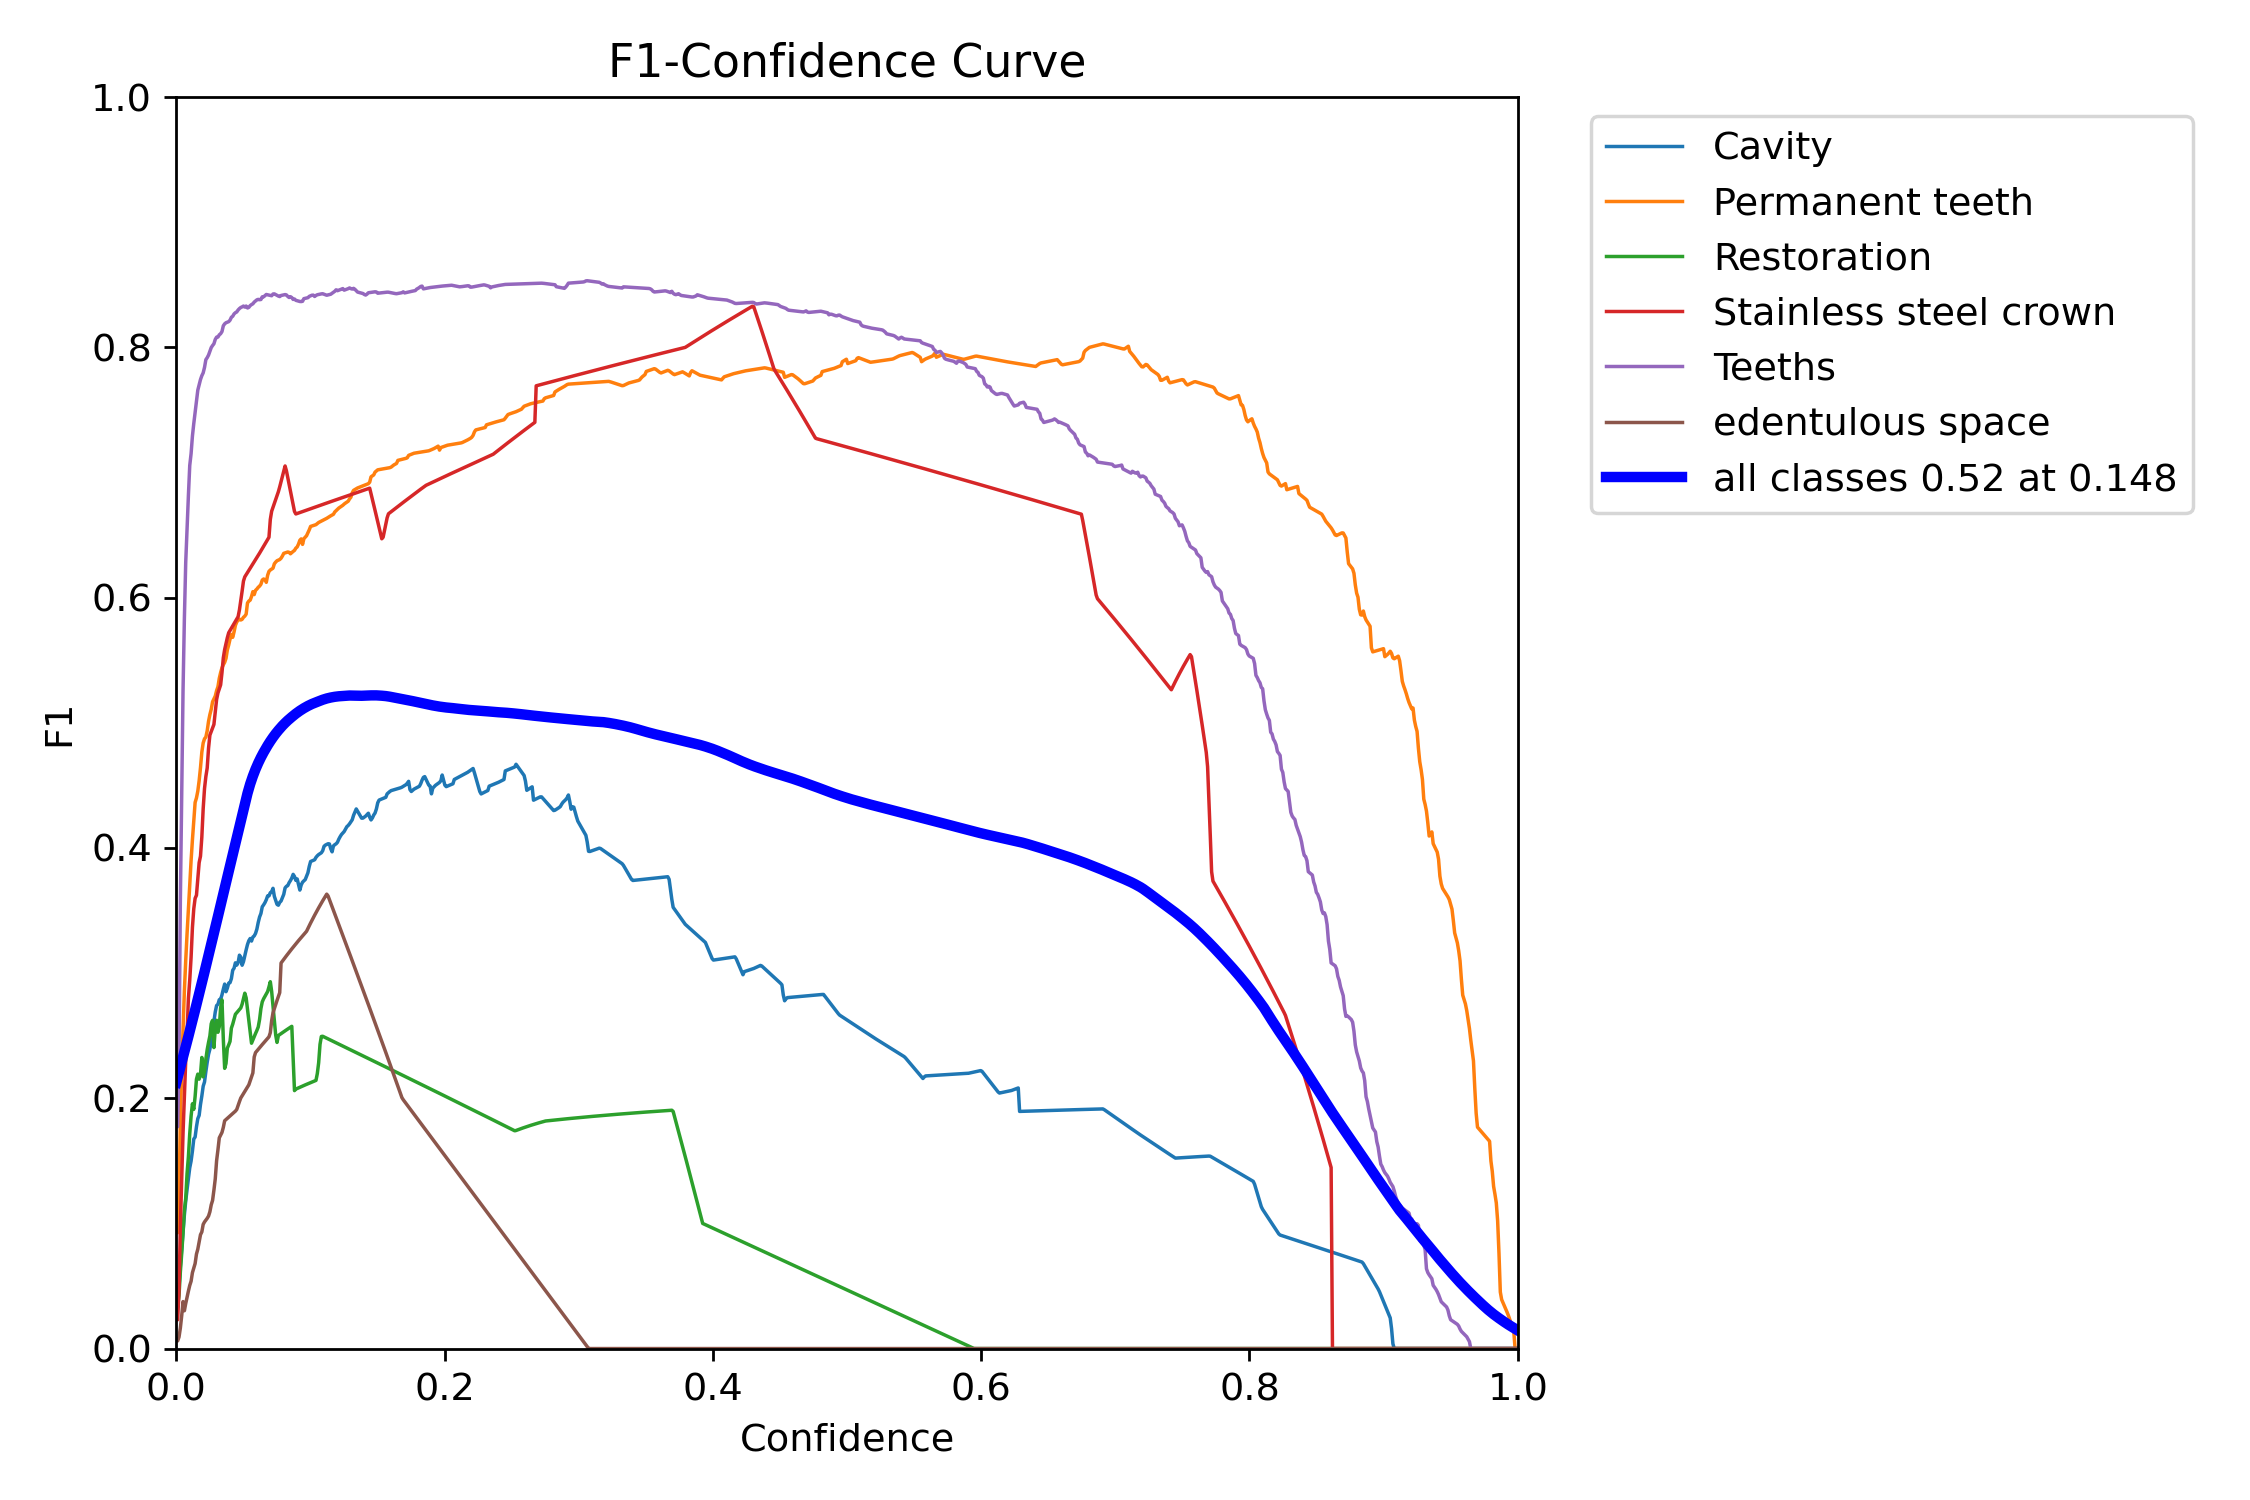 F1-Confidence Curve
1.0
0.8
0.6
0.4
0.2
0.0
F1
0.0 0.2 0.4 0.6 0.8 1.0
Confidence
Cavity
Permanent teeth
Restoration
Stainless steel crown
Teeths
edentulous space
all classes 0.52 at 0.148